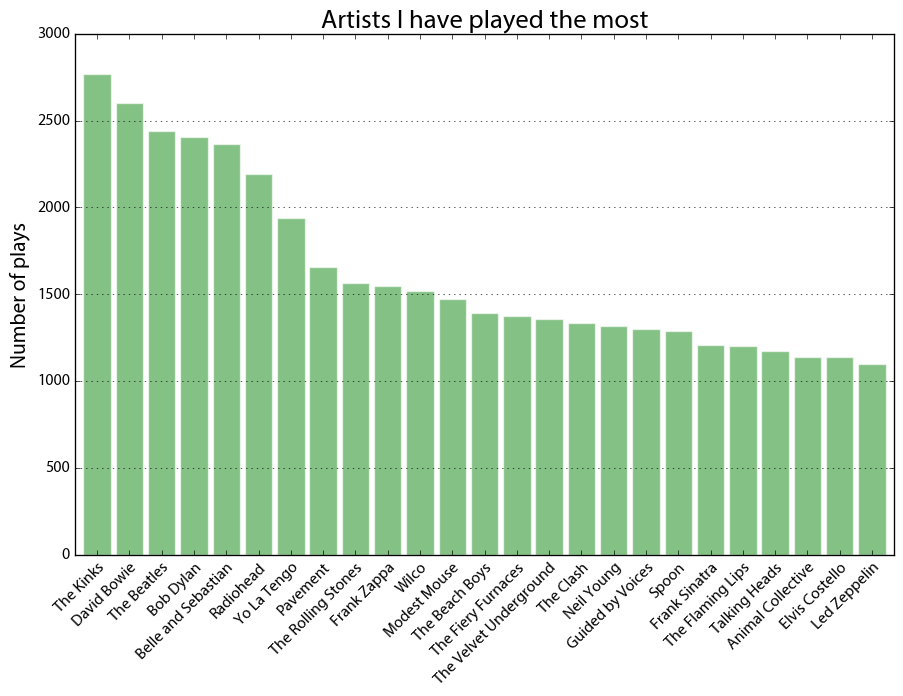 Artists I have played the most
Number of plays
3000
2500
2000
1500
1000
500
0
The Kinks
David Bowie
The Beatles
Bob Dylan
Belle and Sebastian
Radiohead
Yo La Tengo
Pavement
The Rolling Stones
Frank Zappa
Wilco
Modest Mouse
The Beach Boys
The Fiery Furnaces
The Velvet Underground
The Clash
Neil Young
Guided by Voices
Spoon
Frank Sinatra
The Flaming Lips
Talking Heads
Animal Collective
Elvis Costello
Led Zeppelin